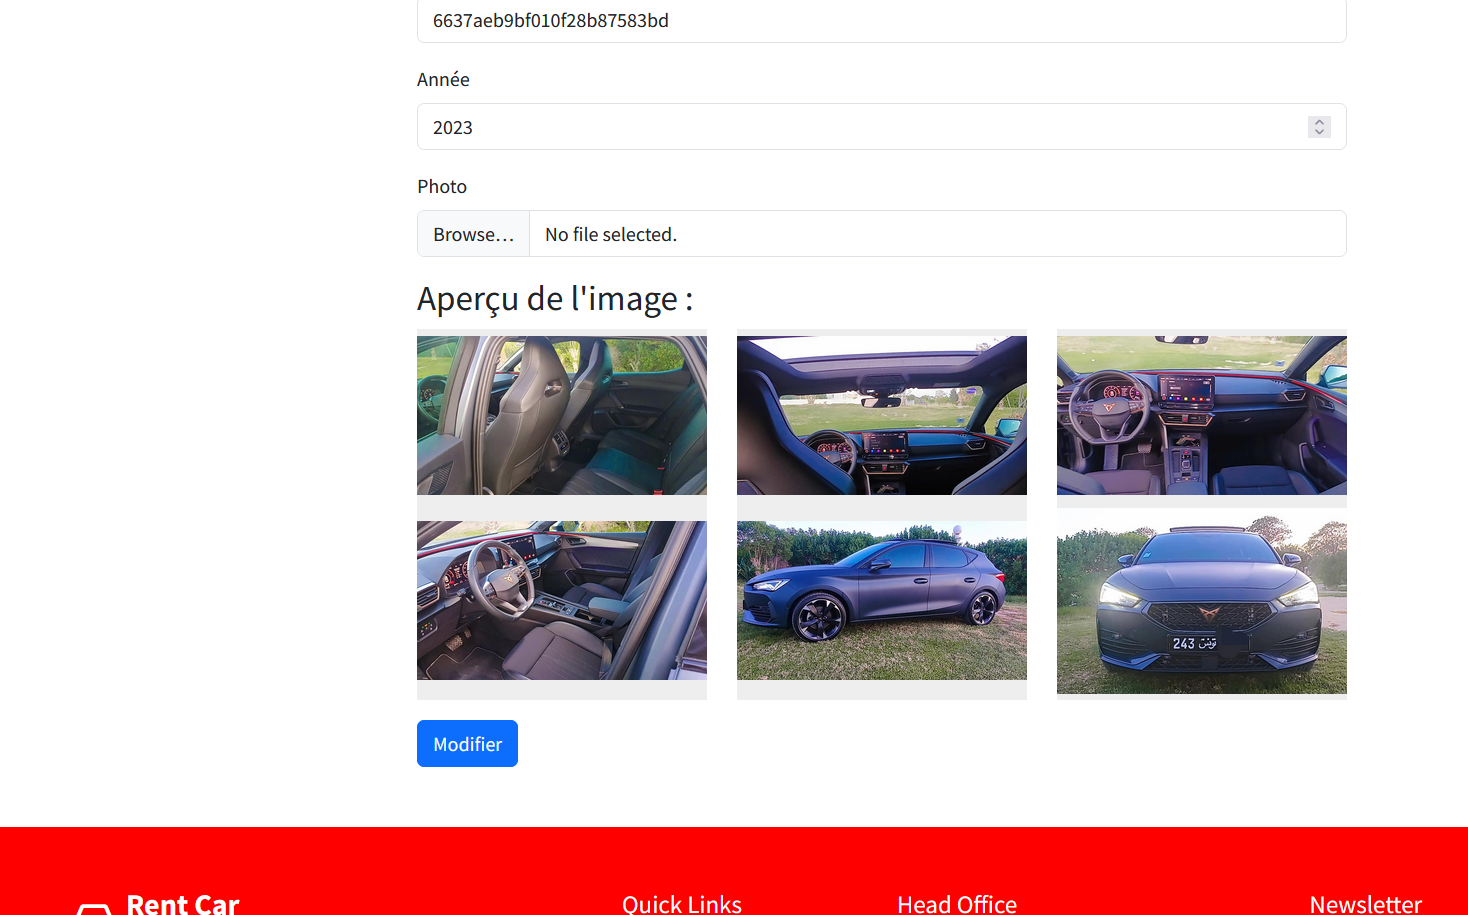 6637aeb9bf010f28b87583bd
Année
2023
Photo
Browse... No file selected.
Aperçu de l'image :
243 تونس
Modifier
Rent Car
Quick Links
Head Office
Newsletter